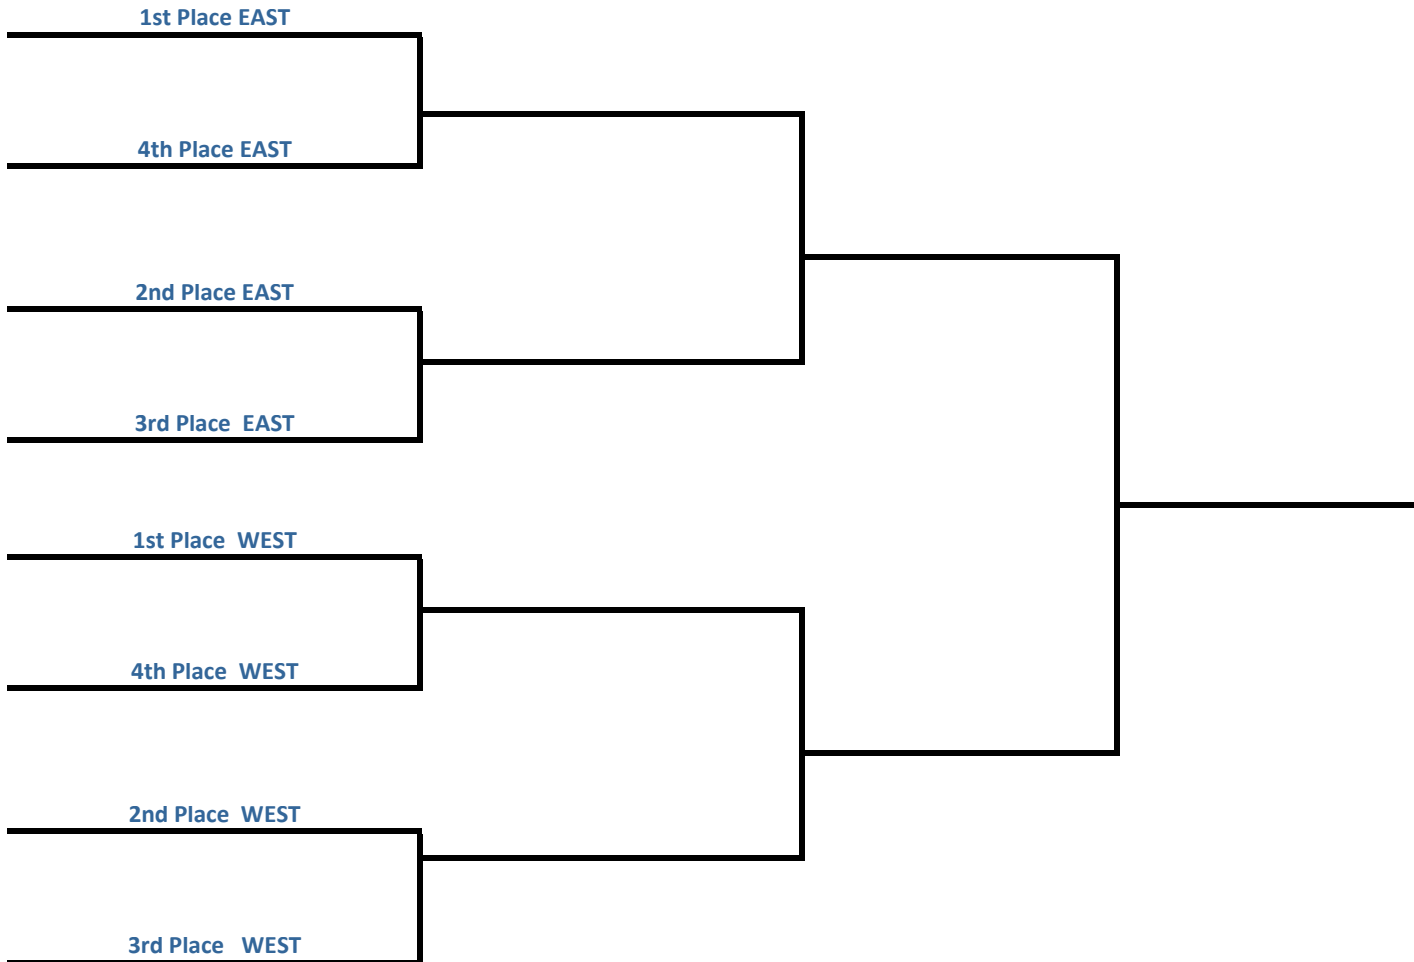 1st Place EAST
4th Place EAST
2nd Place EAST
3rd Place  EAST
1st Place  WEST
4th Place  WEST
2nd Place  WEST
3rd Place   WEST